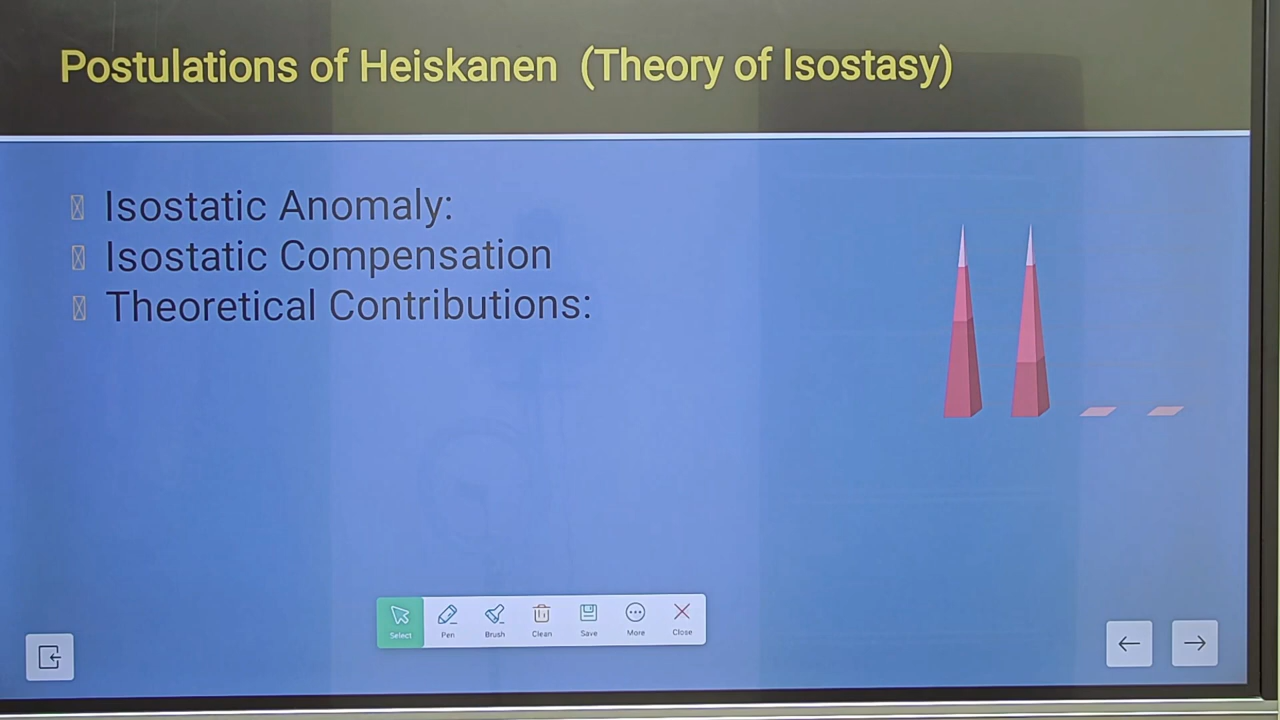 Postulations of Heiskanen (Theory of Isostasy)
Isostatic Anomaly:
Isostatic Compensation
Theoretical Contributions:
Select Pen Brush Clean Save More Close